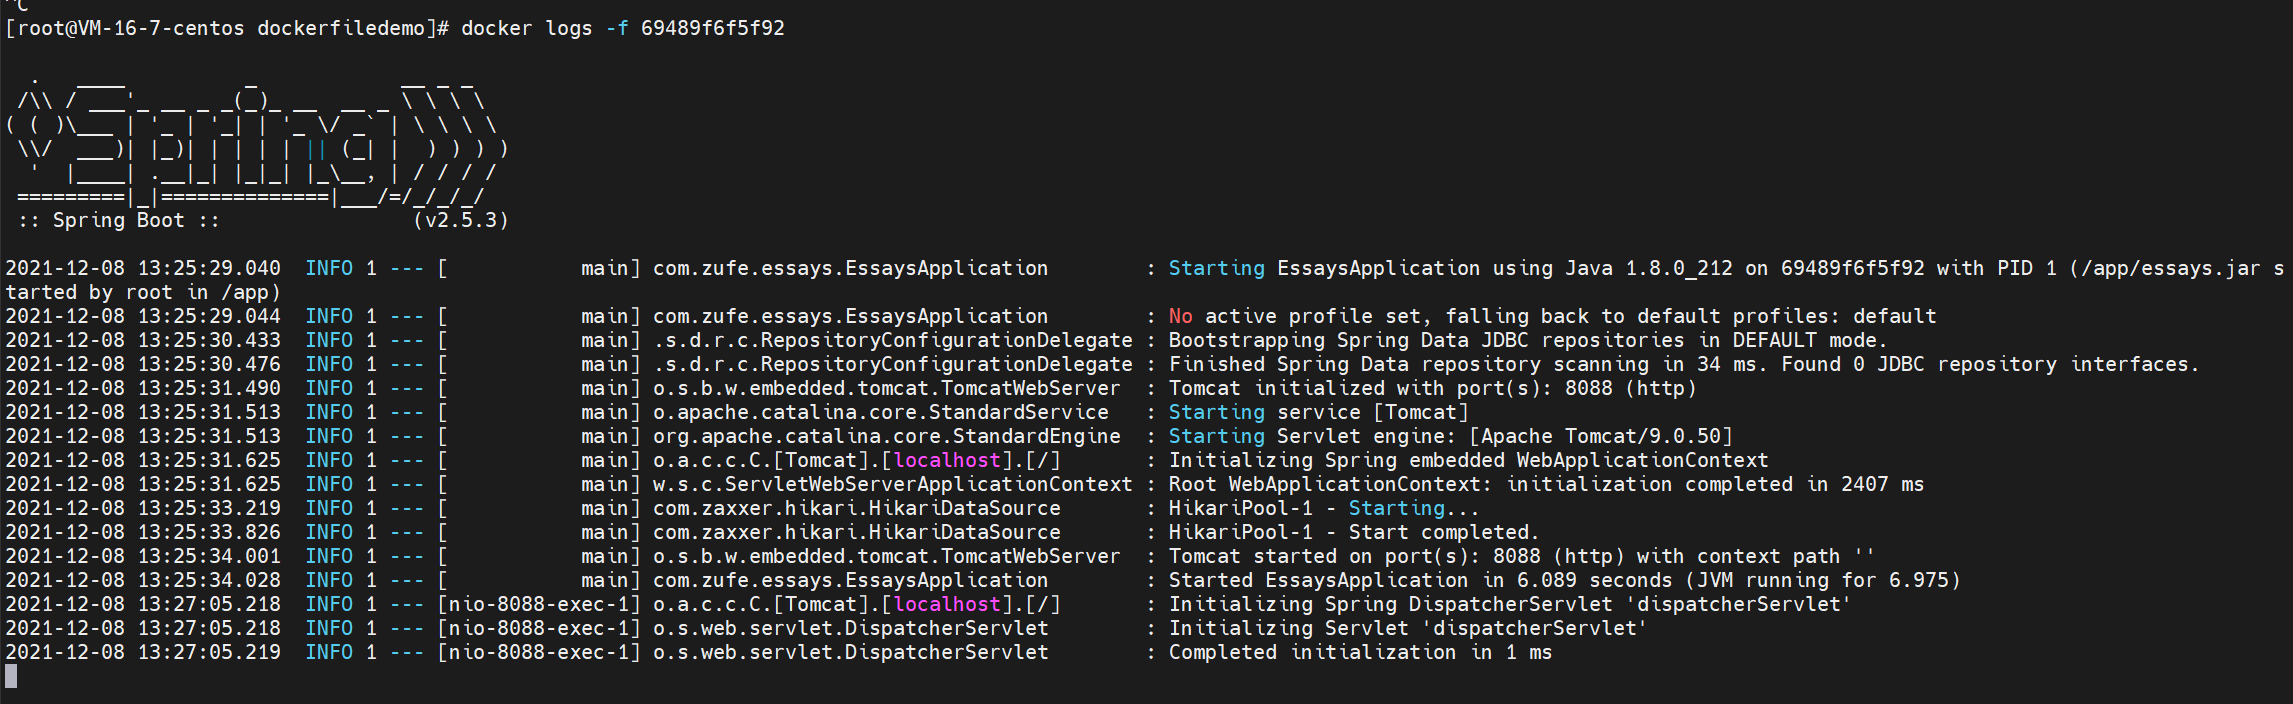 ^C
[root@VM-16-7-centos dockerfiledemo]# docker logs -f 69489f6f5f92
  .   ____          _            __ _ _
 /\\ / ___'_ __ _ _(_)_ __  __ _ \ \ \ \
( ( )\___ | '_ | '_| | '_ \/ _` | \ \ \ \
 \\/  ___)| |_)| | | | | || (_| |  ) ) ) )
  '  |____| .__|_| |_|_| |_\__, | / / / /
 =========|_|==============|___/=/_/_/_/
 :: Spring Boot ::                (v2.5.3)
2021-12-08 13:25:29.040  INFO 1 --- [           main] com.zufe.essays.EssaysApplication        : Starting EssaysApplication using Java 1.8.0_212 on 69489f6f5f92 with PID 1 (/app/essays.jar s
tarted by root in /app)
2021-12-08 13:25:29.044  INFO 1 --- [           main] com.zufe.essays.EssaysApplication        : No active profile set, falling back to default profiles: default
2021-12-08 13:25:30.433  INFO 1 --- [           main] .s.d.r.c.RepositoryConfigurationDelegate : Bootstrapping Spring Data JDBC repositories in DEFAULT mode.
2021-12-08 13:25:30.476  INFO 1 --- [           main] .s.d.r.c.RepositoryConfigurationDelegate : Finished Spring Data repository scanning in 34 ms. Found 0 JDBC repository interfaces.
2021-12-08 13:25:31.490  INFO 1 --- [           main] o.s.b.w.embedded.tomcat.TomcatWebServer  : Tomcat initialized with port(s): 8088 (http)
2021-12-08 13:25:31.513  INFO 1 --- [           main] o.apache.catalina.core.StandardService   : Starting service [Tomcat]
2021-12-08 13:25:31.513  INFO 1 --- [           main] org.apache.catalina.core.StandardEngine  : Starting Servlet engine: [Apache Tomcat/9.0.50]
2021-12-08 13:25:31.625  INFO 1 --- [           main] o.a.c.c.C.[Tomcat].[localhost].[/]       : Initializing Spring embedded WebApplicationContext
2021-12-08 13:25:31.625  INFO 1 --- [           main] w.s.c.ServletWebServerApplicationContext : Root WebApplicationContext: initialization completed in 2407 ms
2021-12-08 13:25:33.219  INFO 1 --- [           main] com.zaxxer.hikari.HikariDataSource       : HikariPool-1 - Starting...
2021-12-08 13:25:33.826  INFO 1 --- [           main] com.zaxxer.hikari.HikariDataSource       : HikariPool-1 - Start completed.
2021-12-08 13:25:34.001  INFO 1 --- [           main] o.s.b.w.embedded.tomcat.TomcatWebServer  : Tomcat started on port(s): 8088 (http) with context path ''
2021-12-08 13:25:34.028  INFO 1 --- [           main] com.zufe.essays.EssaysApplication        : Started EssaysApplication in 6.089 seconds (JVM running for 6.975)
2021-12-08 13:27:05.218  INFO 1 --- [nio-8088-exec-1] o.a.c.c.C.[Tomcat].[localhost].[/]       : Initializing Spring DispatcherServlet 'dispatcherServlet'
2021-12-08 13:27:05.218  INFO 1 --- [nio-8088-exec-1] o.s.web.servlet.DispatcherServlet        : Initializing Servlet 'dispatcherServlet'
2021-12-08 13:27:05.219  INFO 1 --- [nio-8088-exec-1] o.s.web.servlet.DispatcherServlet        : Completed initialization in 1 ms